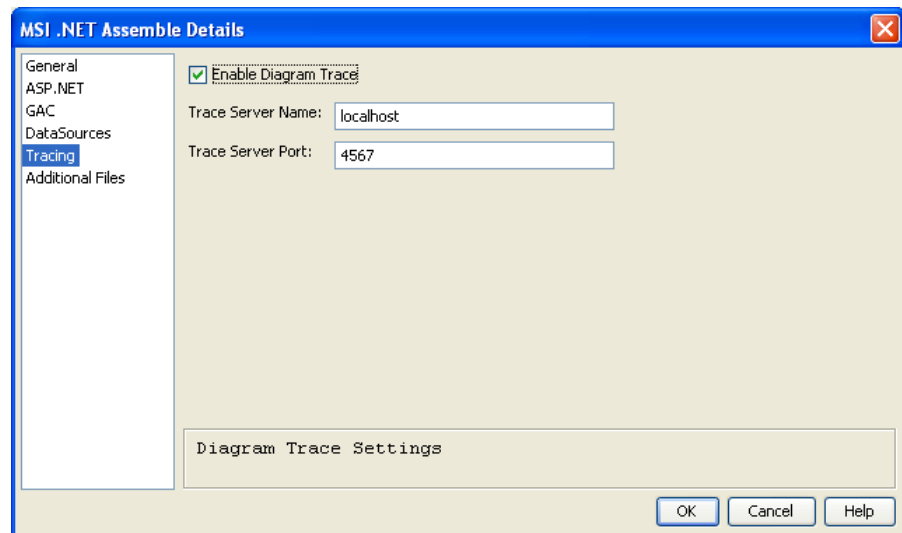 MSI .NET Assemble Details
General
ASP.NET
GAC
DataSources
Tracing
Additional Files
Enable Diagram Trace
Trace Server Name: localhost
Trace Server Port: 4567
Diagram Trace Settings
OK Cancel Help